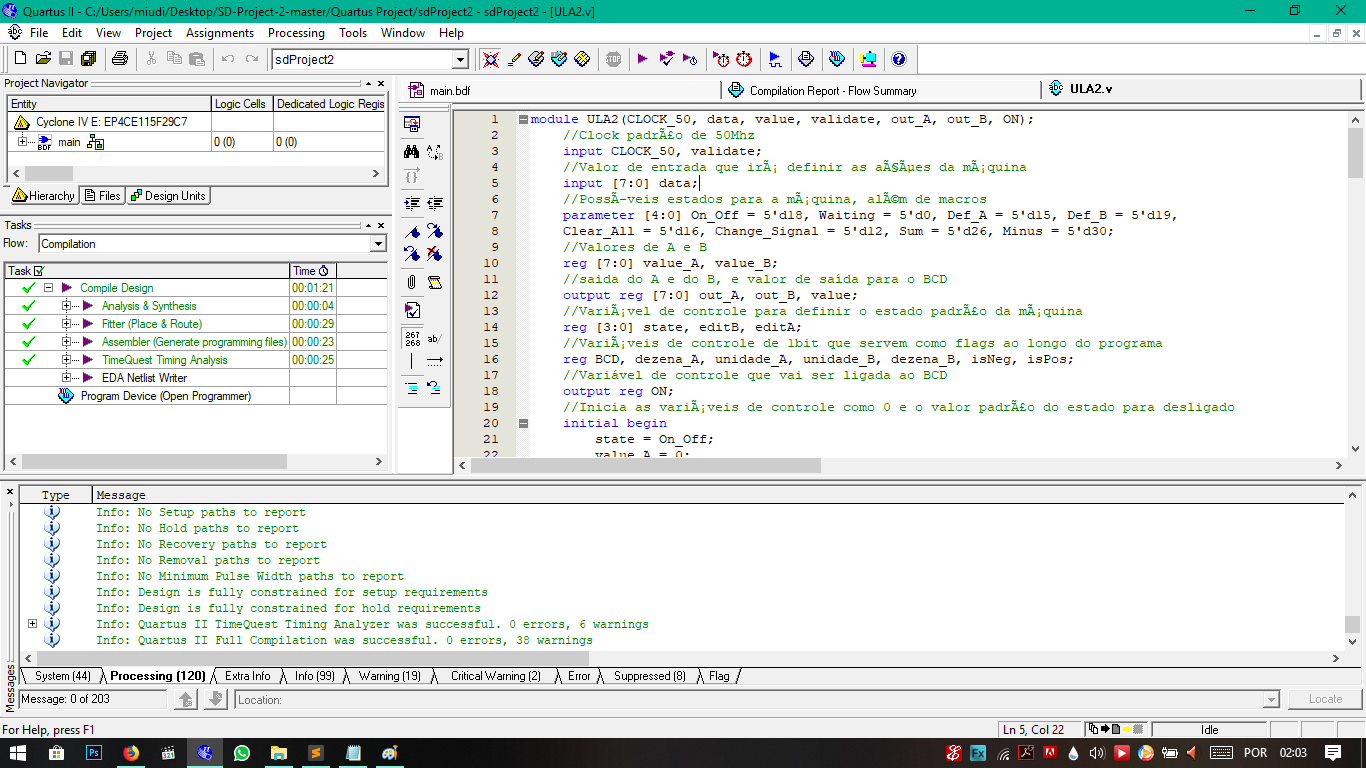 Quartus II - C:/Users/miudi/Desktop/SD-Project-2-master/Quartus Project/sdProject2 - sdProject2 - [ULA2.v]
File Edit View Project Assignments Processing Tools Window Help
sdProject2
Project Navigator
Entity Logic Cells Dedicated Logic Regis
Cyclone IV E: EP4CE115F29C7
main 0 (0) 0 (0)
Hierarchy Files Design Units
Tasks
Flow: Compilation
Task Time
Compile Design 00:01:21
Analysis & Synthesis 00:00:04
Fitter (Place & Route) 00:00:29
Assembler (Generate programming files) 00:00:23
TimeQuest Timing Analysis 00:00:25
EDA Netlist Writer
Program Device (Open Programmer)
main.bdf Compilation Report - Flow Summary ULA2.v
267
268
ab/
1 module ULA2(CLOCK_50, data, value, validate, out_A, out_B, ON);
2 //Clock padrÃ£o de 50Mhz
3 input CLOCK_50, validate;
4 //Valor de entrada que irÃ¡ definir as aÃ§Ãµes da mÃ¡quina
5 input [7:0] data;
6 //PossÃ­veis estados para a mÃ¡quina, alÃ©m de macros
7 parameter [4:0] On_Off = 5'd18, Waiting = 5'd0, Def_A = 5'd15, Def_B = 5'd19,
8 Clear_All = 5'd16, Change_Signal = 5'd12, Sum = 5'd26, Minus = 5'd30;
9 //Valores de A e B
10 reg [7:0] value_A, value_B;
11 //saida do A e do B, e valor de saída para o BCD
12 output reg [7:0] out_A, out_B, value;
13 //VariÃ¡vel de controle para definir o estado padrÃ£o da mÃ¡quina
14 reg [3:0] state, editB, editA;
15 //VariÃ¡veis de controle de 1bit que servem como flags ao longo do programa
16 reg BCD, dezena_A, unidade_A, unidade_B, dezena_B, isNeg, isPos;
17 //Variável de controle que vai ser ligada ao BCD
18 output reg ON;
19 //Inicia as variÃ¡veis de controle como 0 e o valor padrÃ£o do estado para desligado
20 initial begin
21 state = On_Off;
22 value_A = 0;
Type Message
Info: No Setup paths to report
Info: No Hold paths to report
Info: No Recovery paths to report
Info: No Removal paths to report
Info: No Minimum Pulse Width paths to report
Info: Design is fully constrained for setup requirements
Info: Design is fully constrained for hold requirements
Info: Quartus II TimeQuest Timing Analyzer was successful. 0 errors, 6 warnings
Info: Quartus II Full Compilation was successful. 0 errors, 38 warnings
System (44) Processing (120) Extra Info Info (99) Warning (19) Critical Warning (2) Error Suppressed (8) Flag
Messages
Message: 0 of 203 Location: Locate
For Help, press F1 Ln 5, Col 22 Idle
POR 02:03